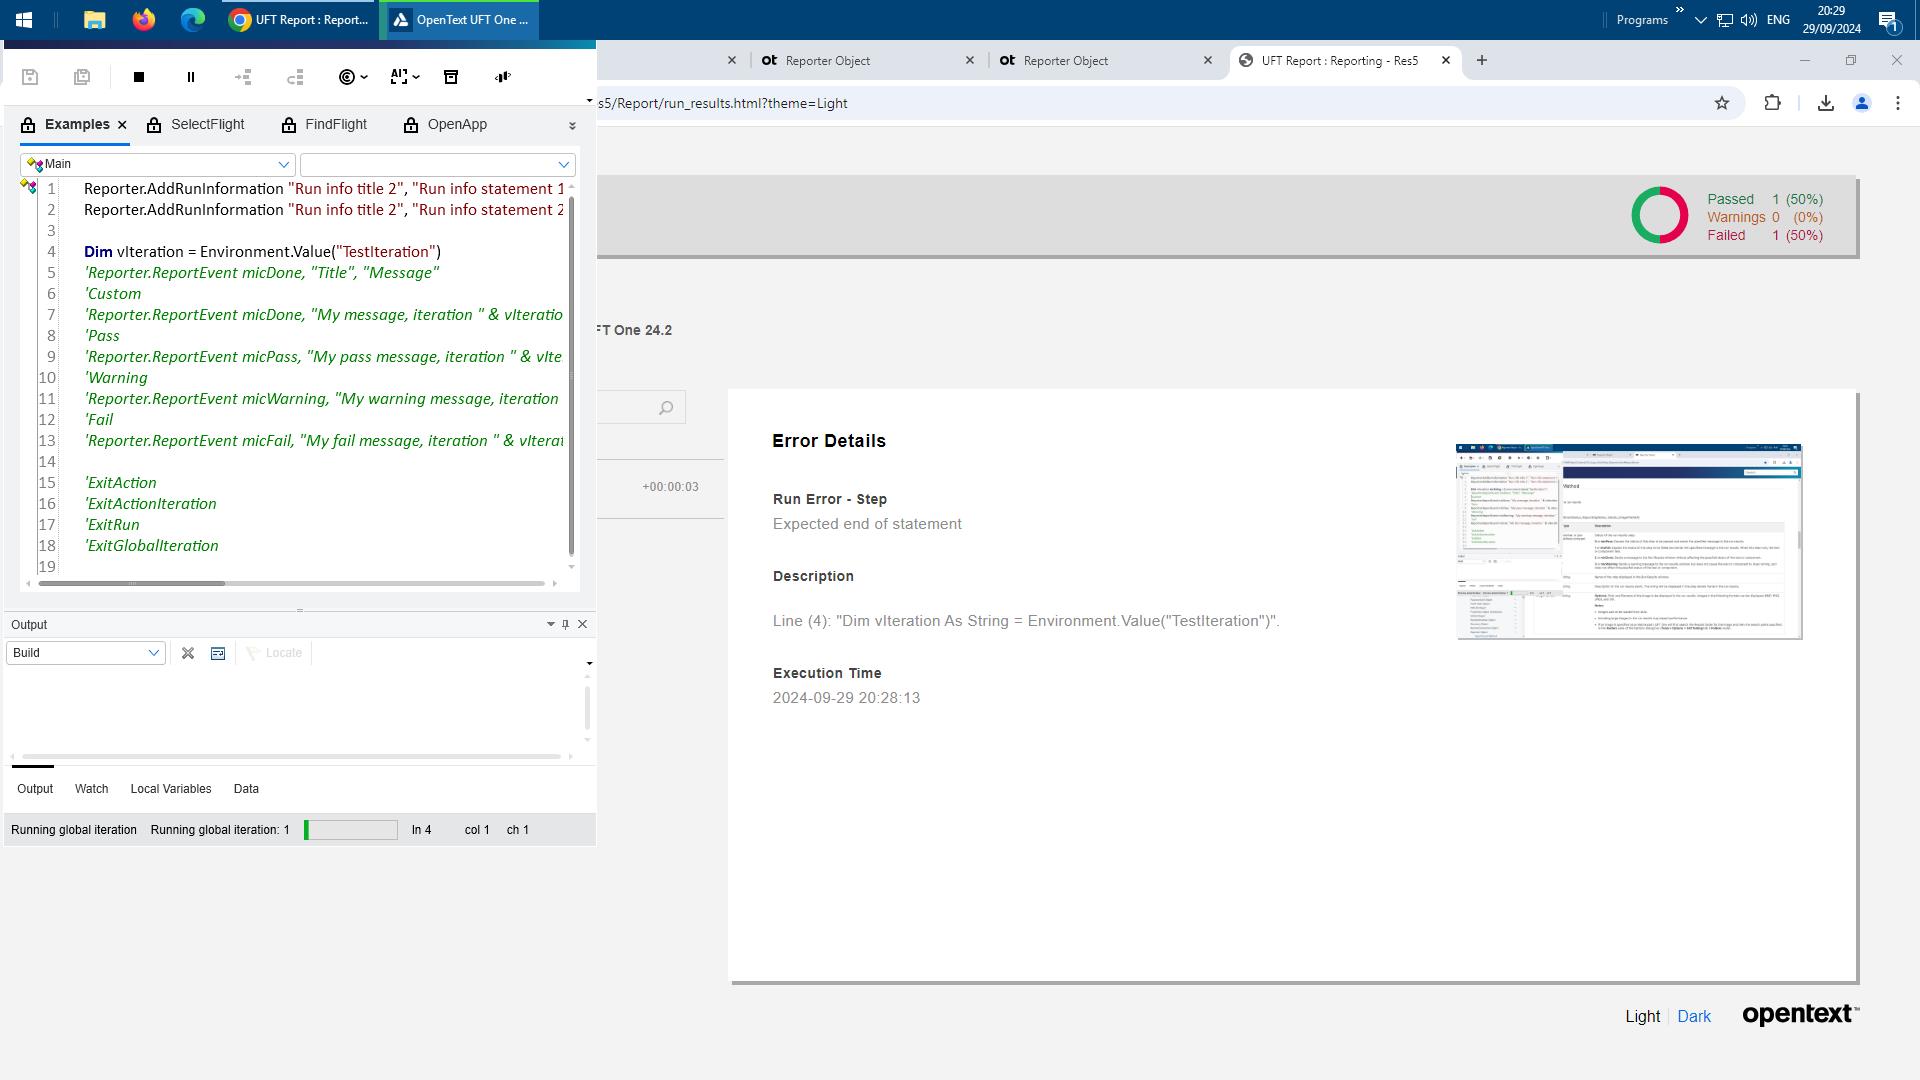 UFT Report : Report...
OpenText UFT One ...
Programs
ENG
20:29
29/09/2024
1
Reporter Object
Reporter Object
UFT Report : Reporting - Res5
s5/Report/run_results.html?theme=Light
Examples
SelectFlight
FindFlight
OpenApp
Main
1 Reporter.AddRunInformation "Run info title 2", "Run info statement 1
2 Reporter.AddRunInformation "Run info title 2", "Run info statement 2
3
4 Dim vIteration = Environment.Value("TestIteration")
5 'Reporter.ReportEvent micDone, "Title", "Message"
6 'Custom
7 'Reporter.ReportEvent micDone, "My message, iteration " & vIteratio
8 'Pass
9 'Reporter.ReportEvent micPass, "My pass message, iteration " & vIte
10 'Warning
11 'Reporter.ReportEvent micWarning, "My warning message, iteration
12 'Fail
13 'Reporter.ReportEvent micFail, "My fail message, iteration " & vIterat
14
15 'ExitAction
16 'ExitActionIteration
17 'ExitRun
18 'ExitGlobalIteration
19
Output
Build
Locate
Output
Watch
Local Variables
Data
Running global iteration
Running global iteration: 1
ln 4
col 1
ch 1
Passed 1 (50%)
Warnings 0 (0%)
Failed 1 (50%)
FT One 24.2
+00:00:03
Error Details
Run Error - Step
Expected end of statement
Description
Line (4): "Dim vIteration As String = Environment.Value("TestIteration")".
Execution Time
2024-09-29 20:28:13
Light
Dark
opentext™